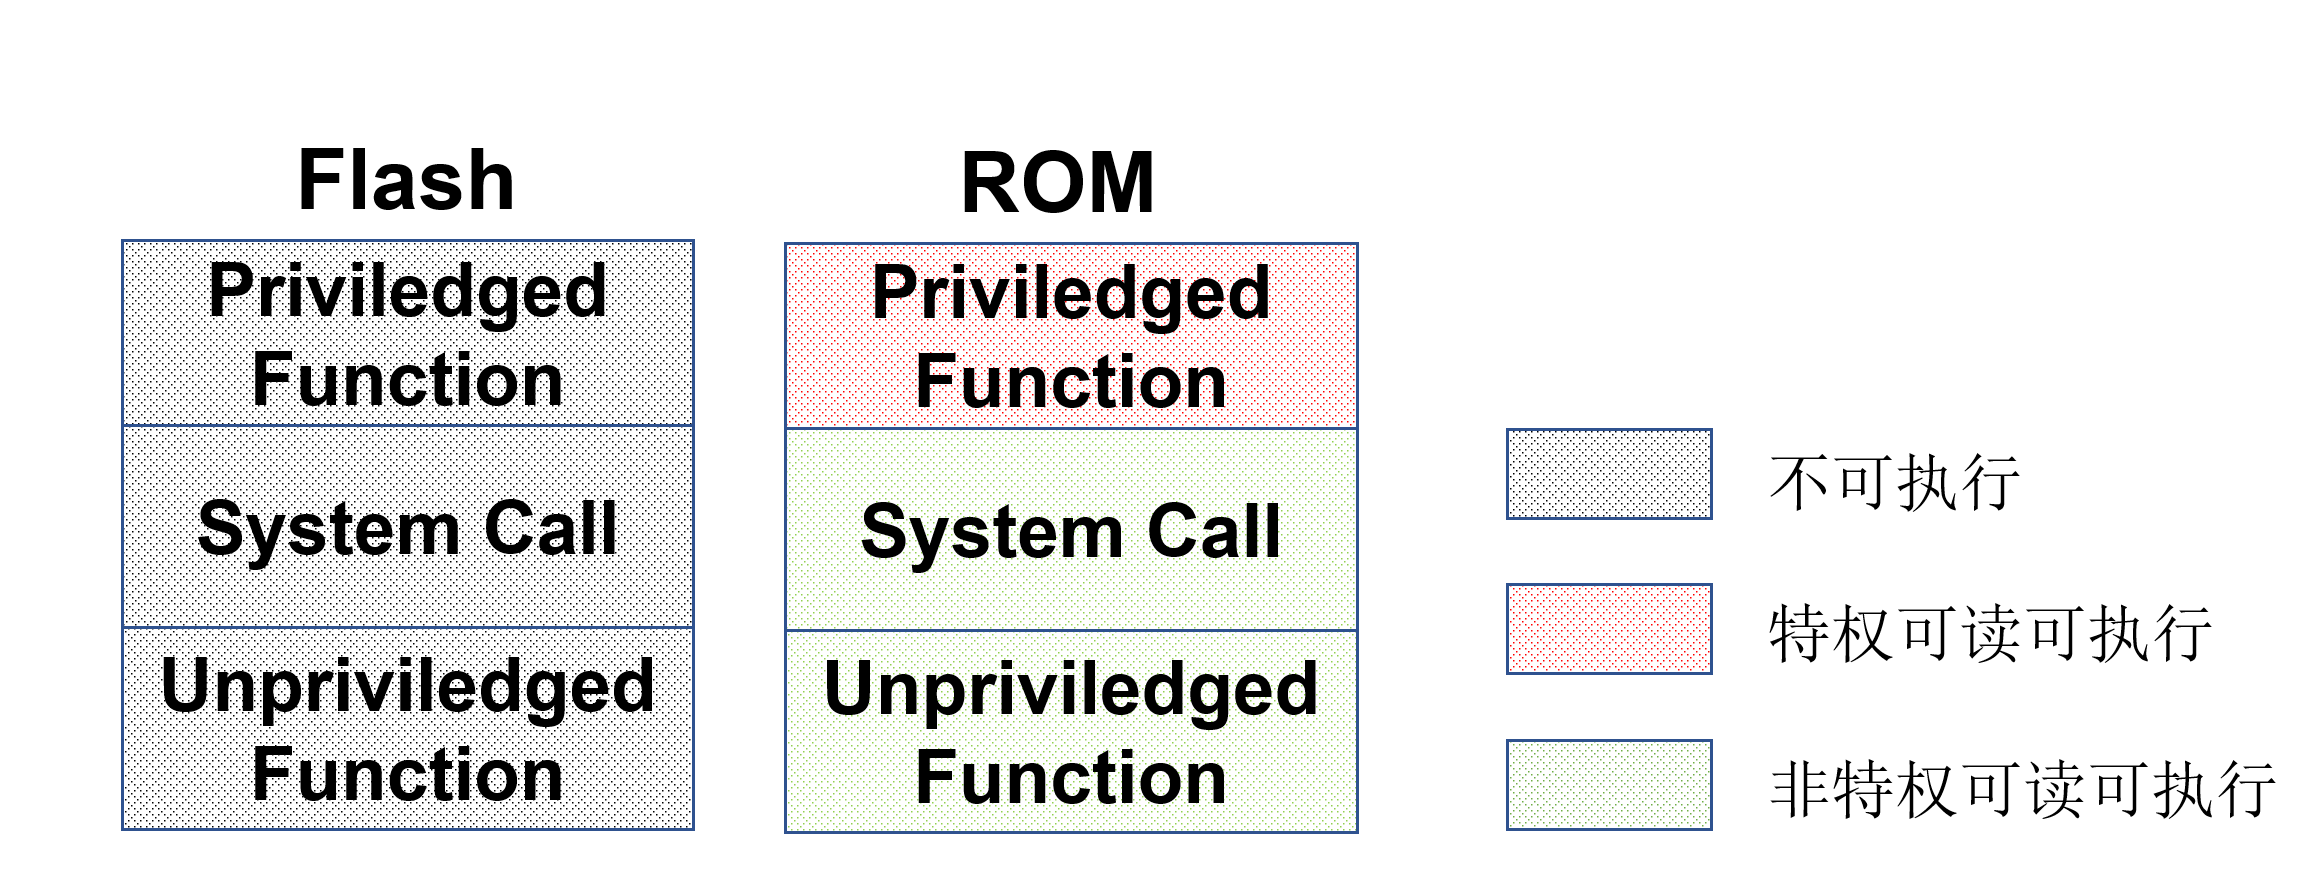 Flash
Priviledged
Function
System Call
Unpriviledged
Function
ROM
Priviledged
Function
System Call
Unpriviledged
Function
不可执行
特权可读可执行
非特权可读可执行